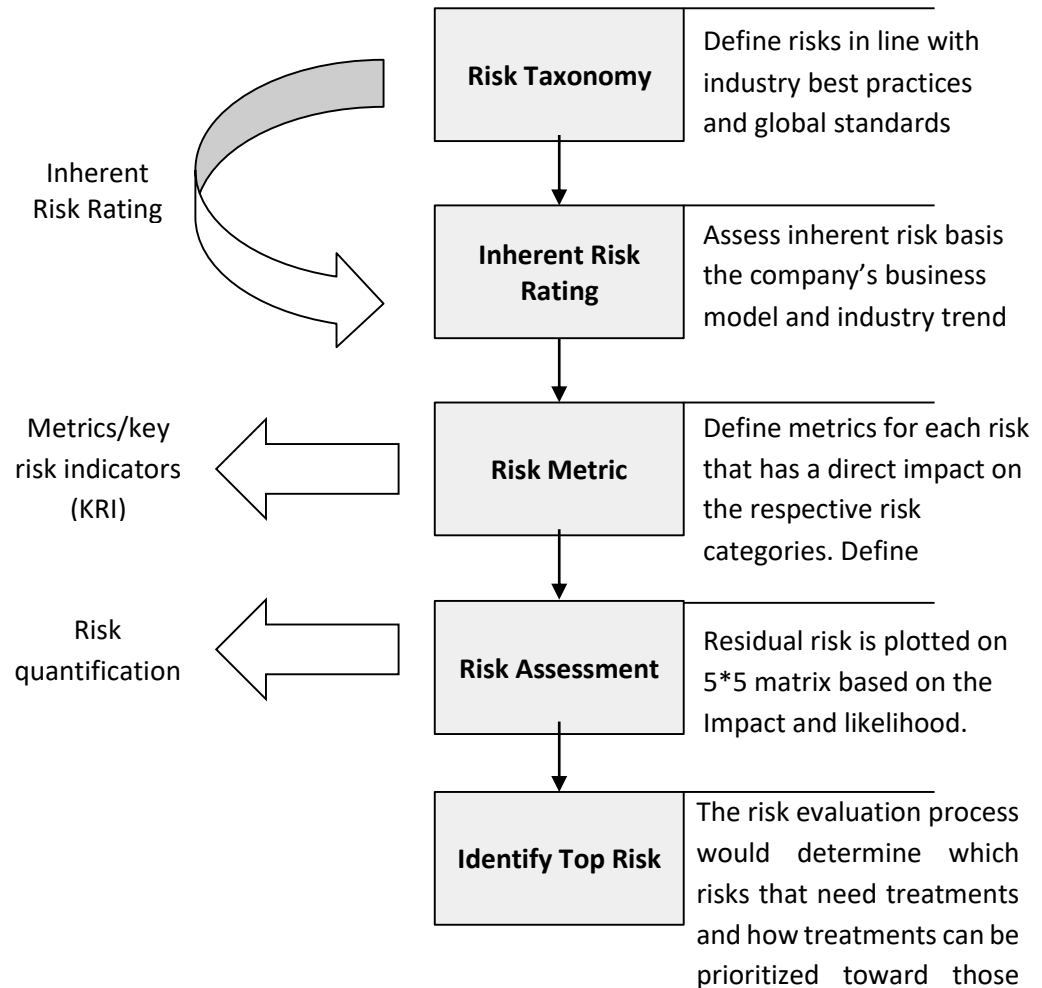 Risk Taxonomy
Define risks in line with
industry best practices
and global standards
Inherent
Risk Rating
Inherent Risk
Rating
Assess inherent risk basis
the company’s business
model and industry trend
Metrics/key
risk indicators
(KRI)
Risk Metric
Define metrics for each risk
that has a direct impact on
the respective risk
categories. Define
Risk
quantification
Risk Assessment
Residual risk is plotted on
5*5 matrix based on the
Impact and likelihood.
Identify Top Risk
The risk evaluation process
would determine which
risks that need treatments
and how treatments can be
prioritized toward those